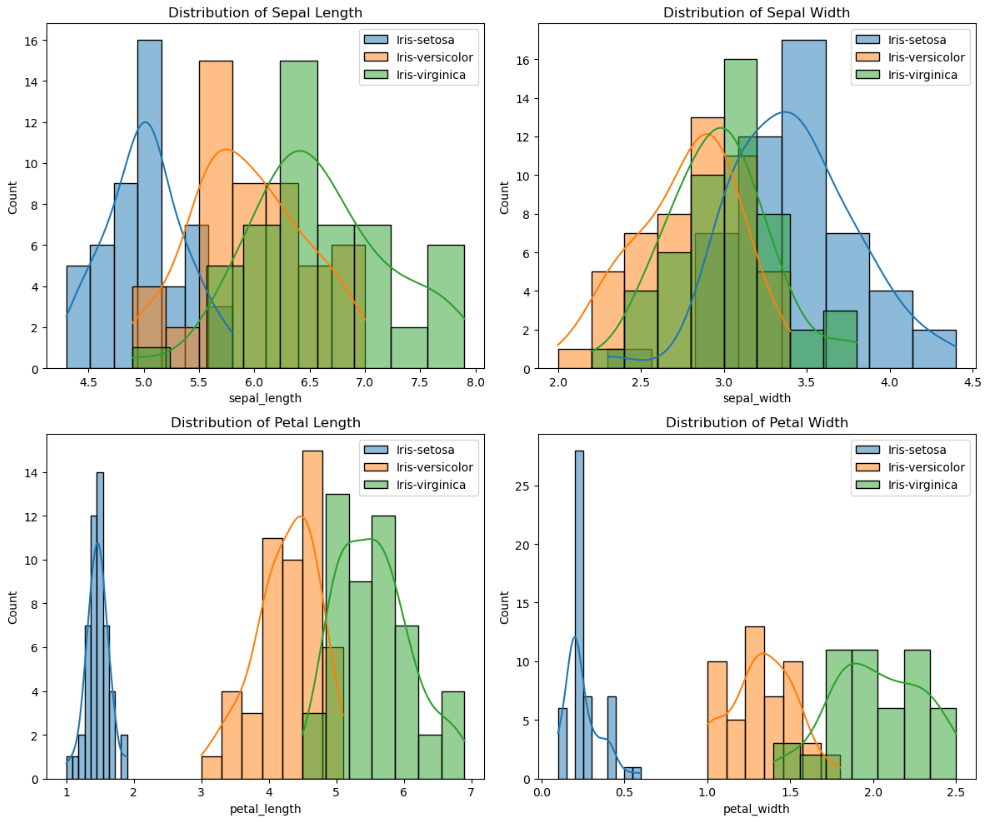 Distribution of Sepal Length
Iris-setosa
Iris-versicolor
Iris-virginica
16
14
12
10
8
6
4
2
0
Count
4.5 5.0 5.5 6.0 6.5 7.0 7.5 8.0
sepal_length
Distribution of Sepal Width
Iris-setosa
Iris-versicolor
Iris-virginica
16
14
12
10
8
6
4
2
0
Count
2.0 2.5 3.0 3.5 4.0 4.5
sepal_width
Distribution of Petal Length
Iris-setosa
Iris-versicolor
Iris-virginica
14
12
10
8
6
4
2
0
Count
1 2 3 4 5 6 7
petal_length
Distribution of Petal Width
Iris-setosa
Iris-versicolor
Iris-virginica
25
20
15
10
5
0
Count
0.0 0.5 1.0 1.5 2.0 2.5
petal_width